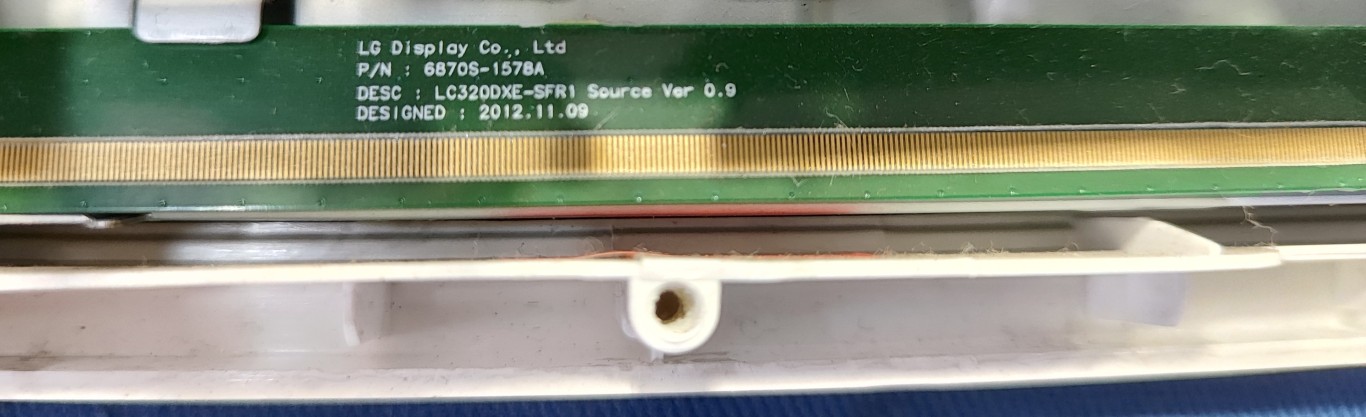 LG Display Co., Ltd
P/N : 6870S-1578A
DESC : LC320DXE-SFR1 Source Ver 0.9
DESIGNED : 2012.11.09